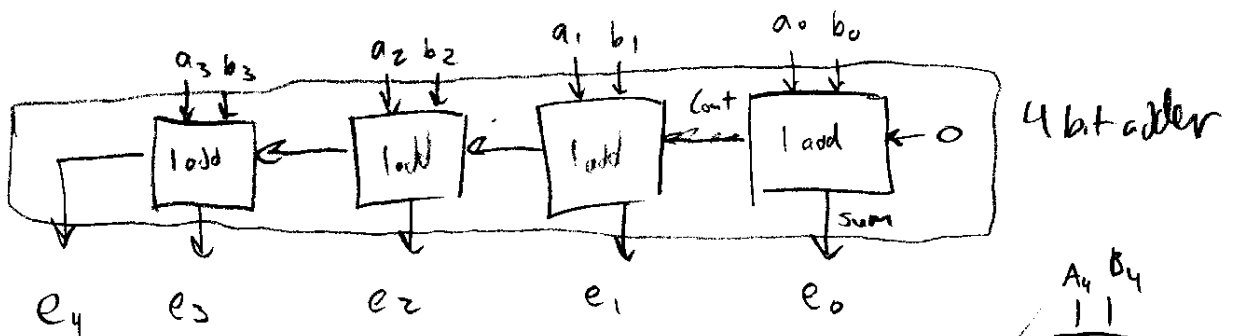 a₃ b₃ a₂ b₂ a₁ b₁ a₀ b₀
1 add 1 add 1 add Cout 1 add 0 4 bit adder
sum
e₄ e₃ e₂ e₁ e₀
A₄ B₄